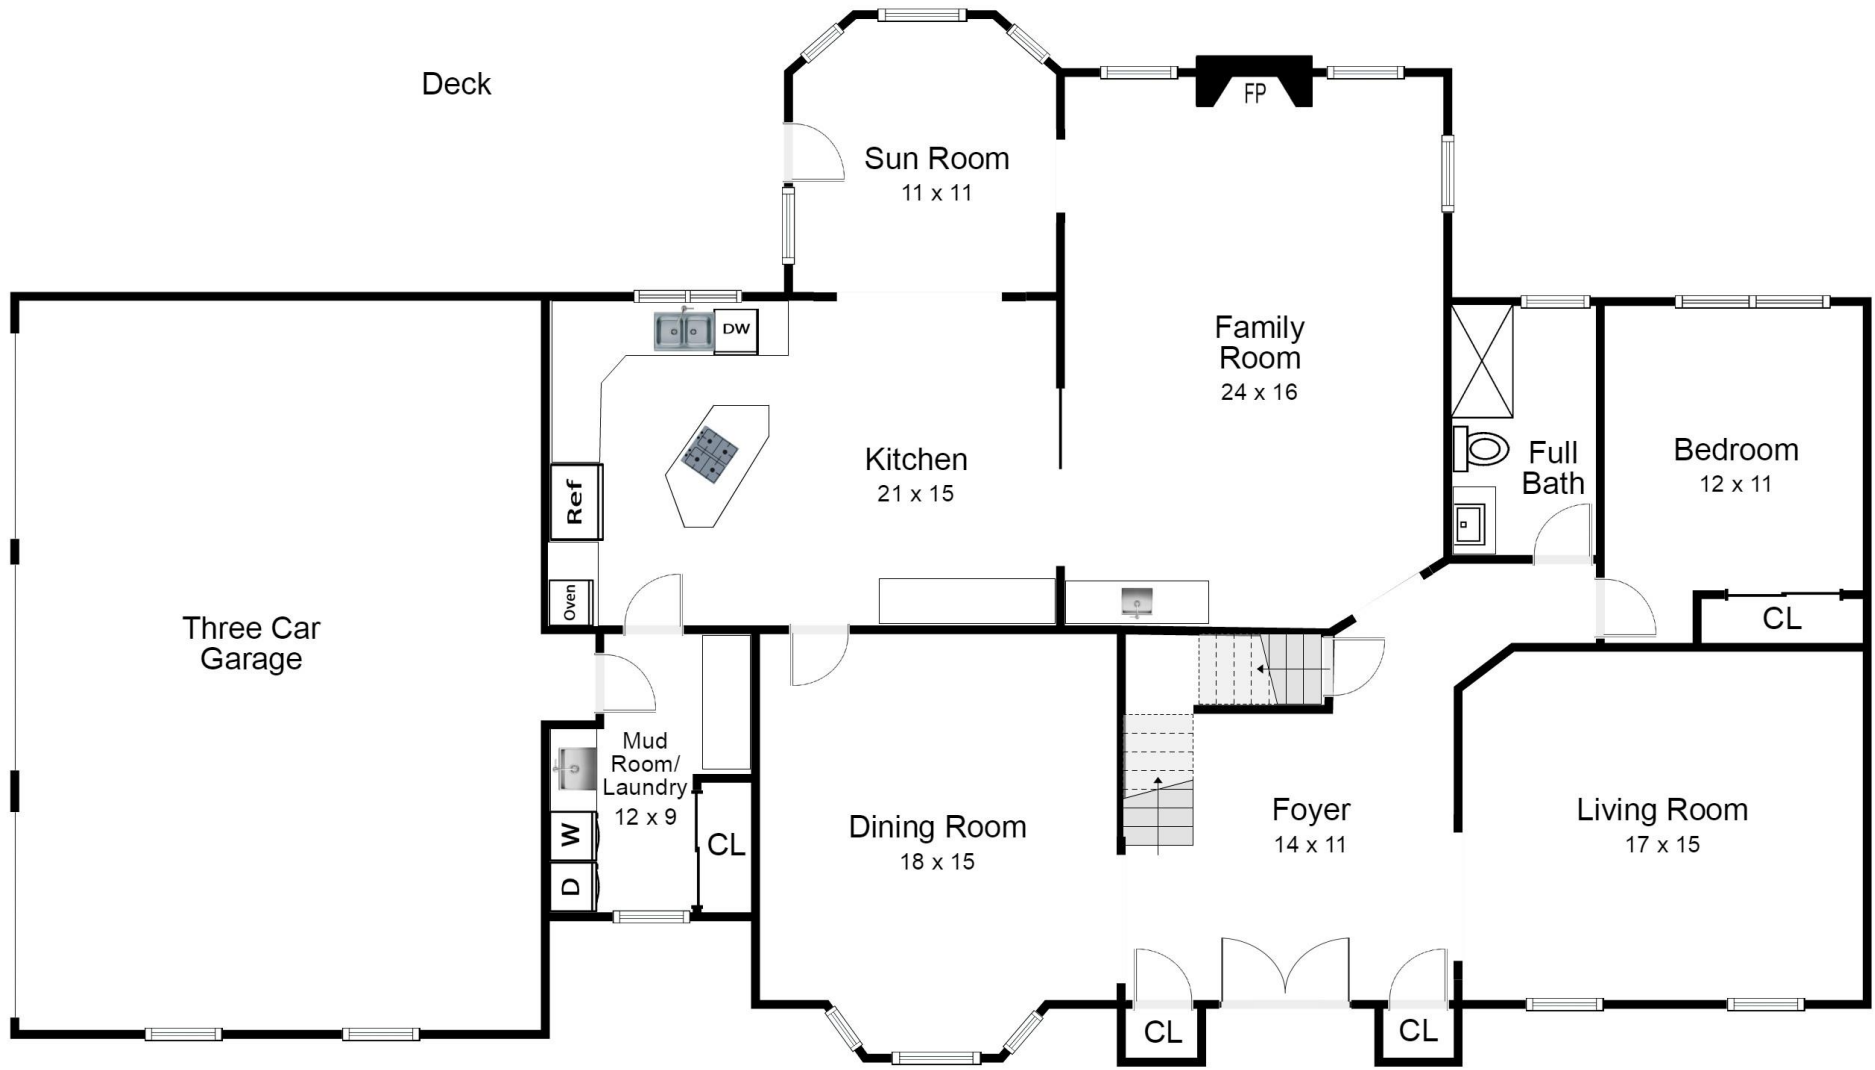 Deck
FP
Sun Room
11 x 11
DW
Family
Room
24 x 16
Kitchen
21 x 15
Ref
Oven
Full
Bath
Bedroom
12 x 11
CL
Three Car
Garage
Mud
Room/
Laundry
12 x 9
W
D
CL
Dining Room
18 x 15
Foyer
14 x 11
Living Room
17 x 15
CL
CL